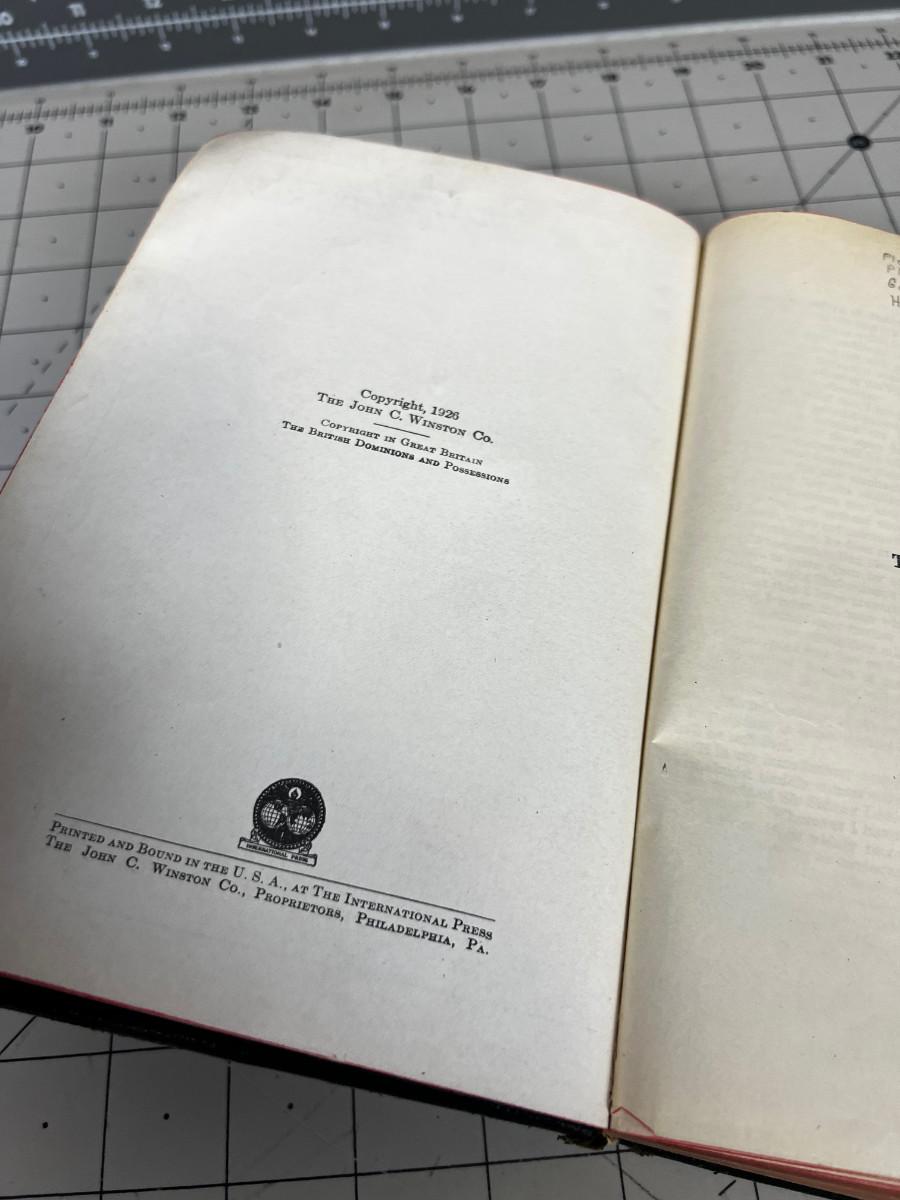 Copyright, 1926
The John C. Winston Co.
Copyright in Great Britain
The British Dominions and Possessions
INTERNATIONAL PRESS
Printed and Bound in the U. S. A., at The International Press
The John C. Winston Co., Proprietors, Philadelphia, Pa.